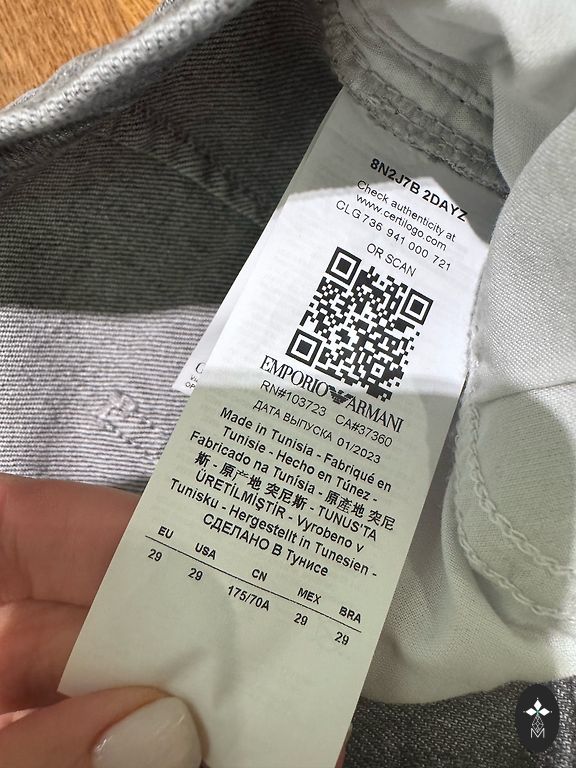 8N2J7B 2DAYZ
Check authenticity at
www.certilogo.com
CLG 736 941 000 721
OR SCAN
EMPORIO ARMANI
RN#103723 CA#37360
ДАТА ВЫПУСКА 01/2023
Made in Tunisia - Fabriqué en
Tunisie - Hecho en Túnez -
Fabricado na Tunisia - 原產地 突尼
斯 - 原产地 突尼斯 - TUNUS'TA
ÜRETİLMİŞTİR - Vyrobeno v
Tunisku - Hergestellt in Tunesien -
СДЕЛАНО В Тунисе
EU USA CN MEX BRA
29 29 175/70A 29 29
M